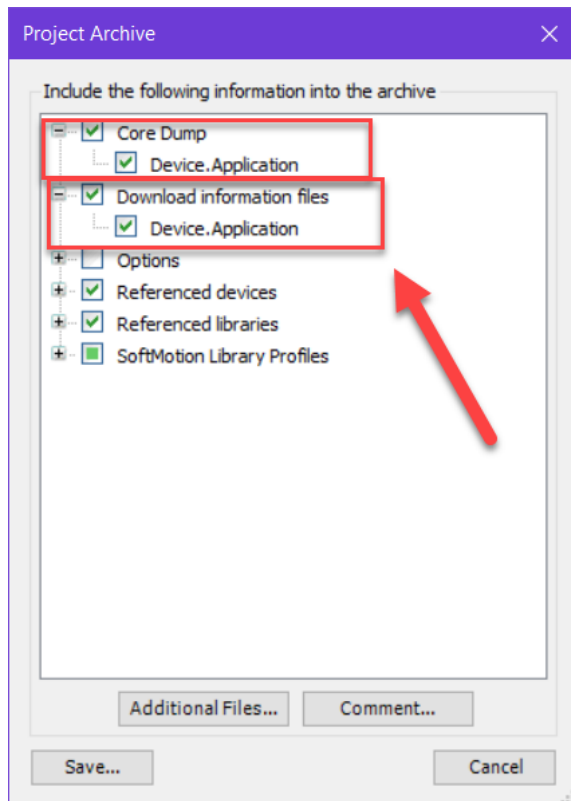 Project Archive
Include the following information into the archive
Core Dump
Device.Application
Download information files
Device.Application
Options
Referenced devices
Referenced libraries
SoftMotion Library Profiles
Additional Files... Comment...
Save... Cancel